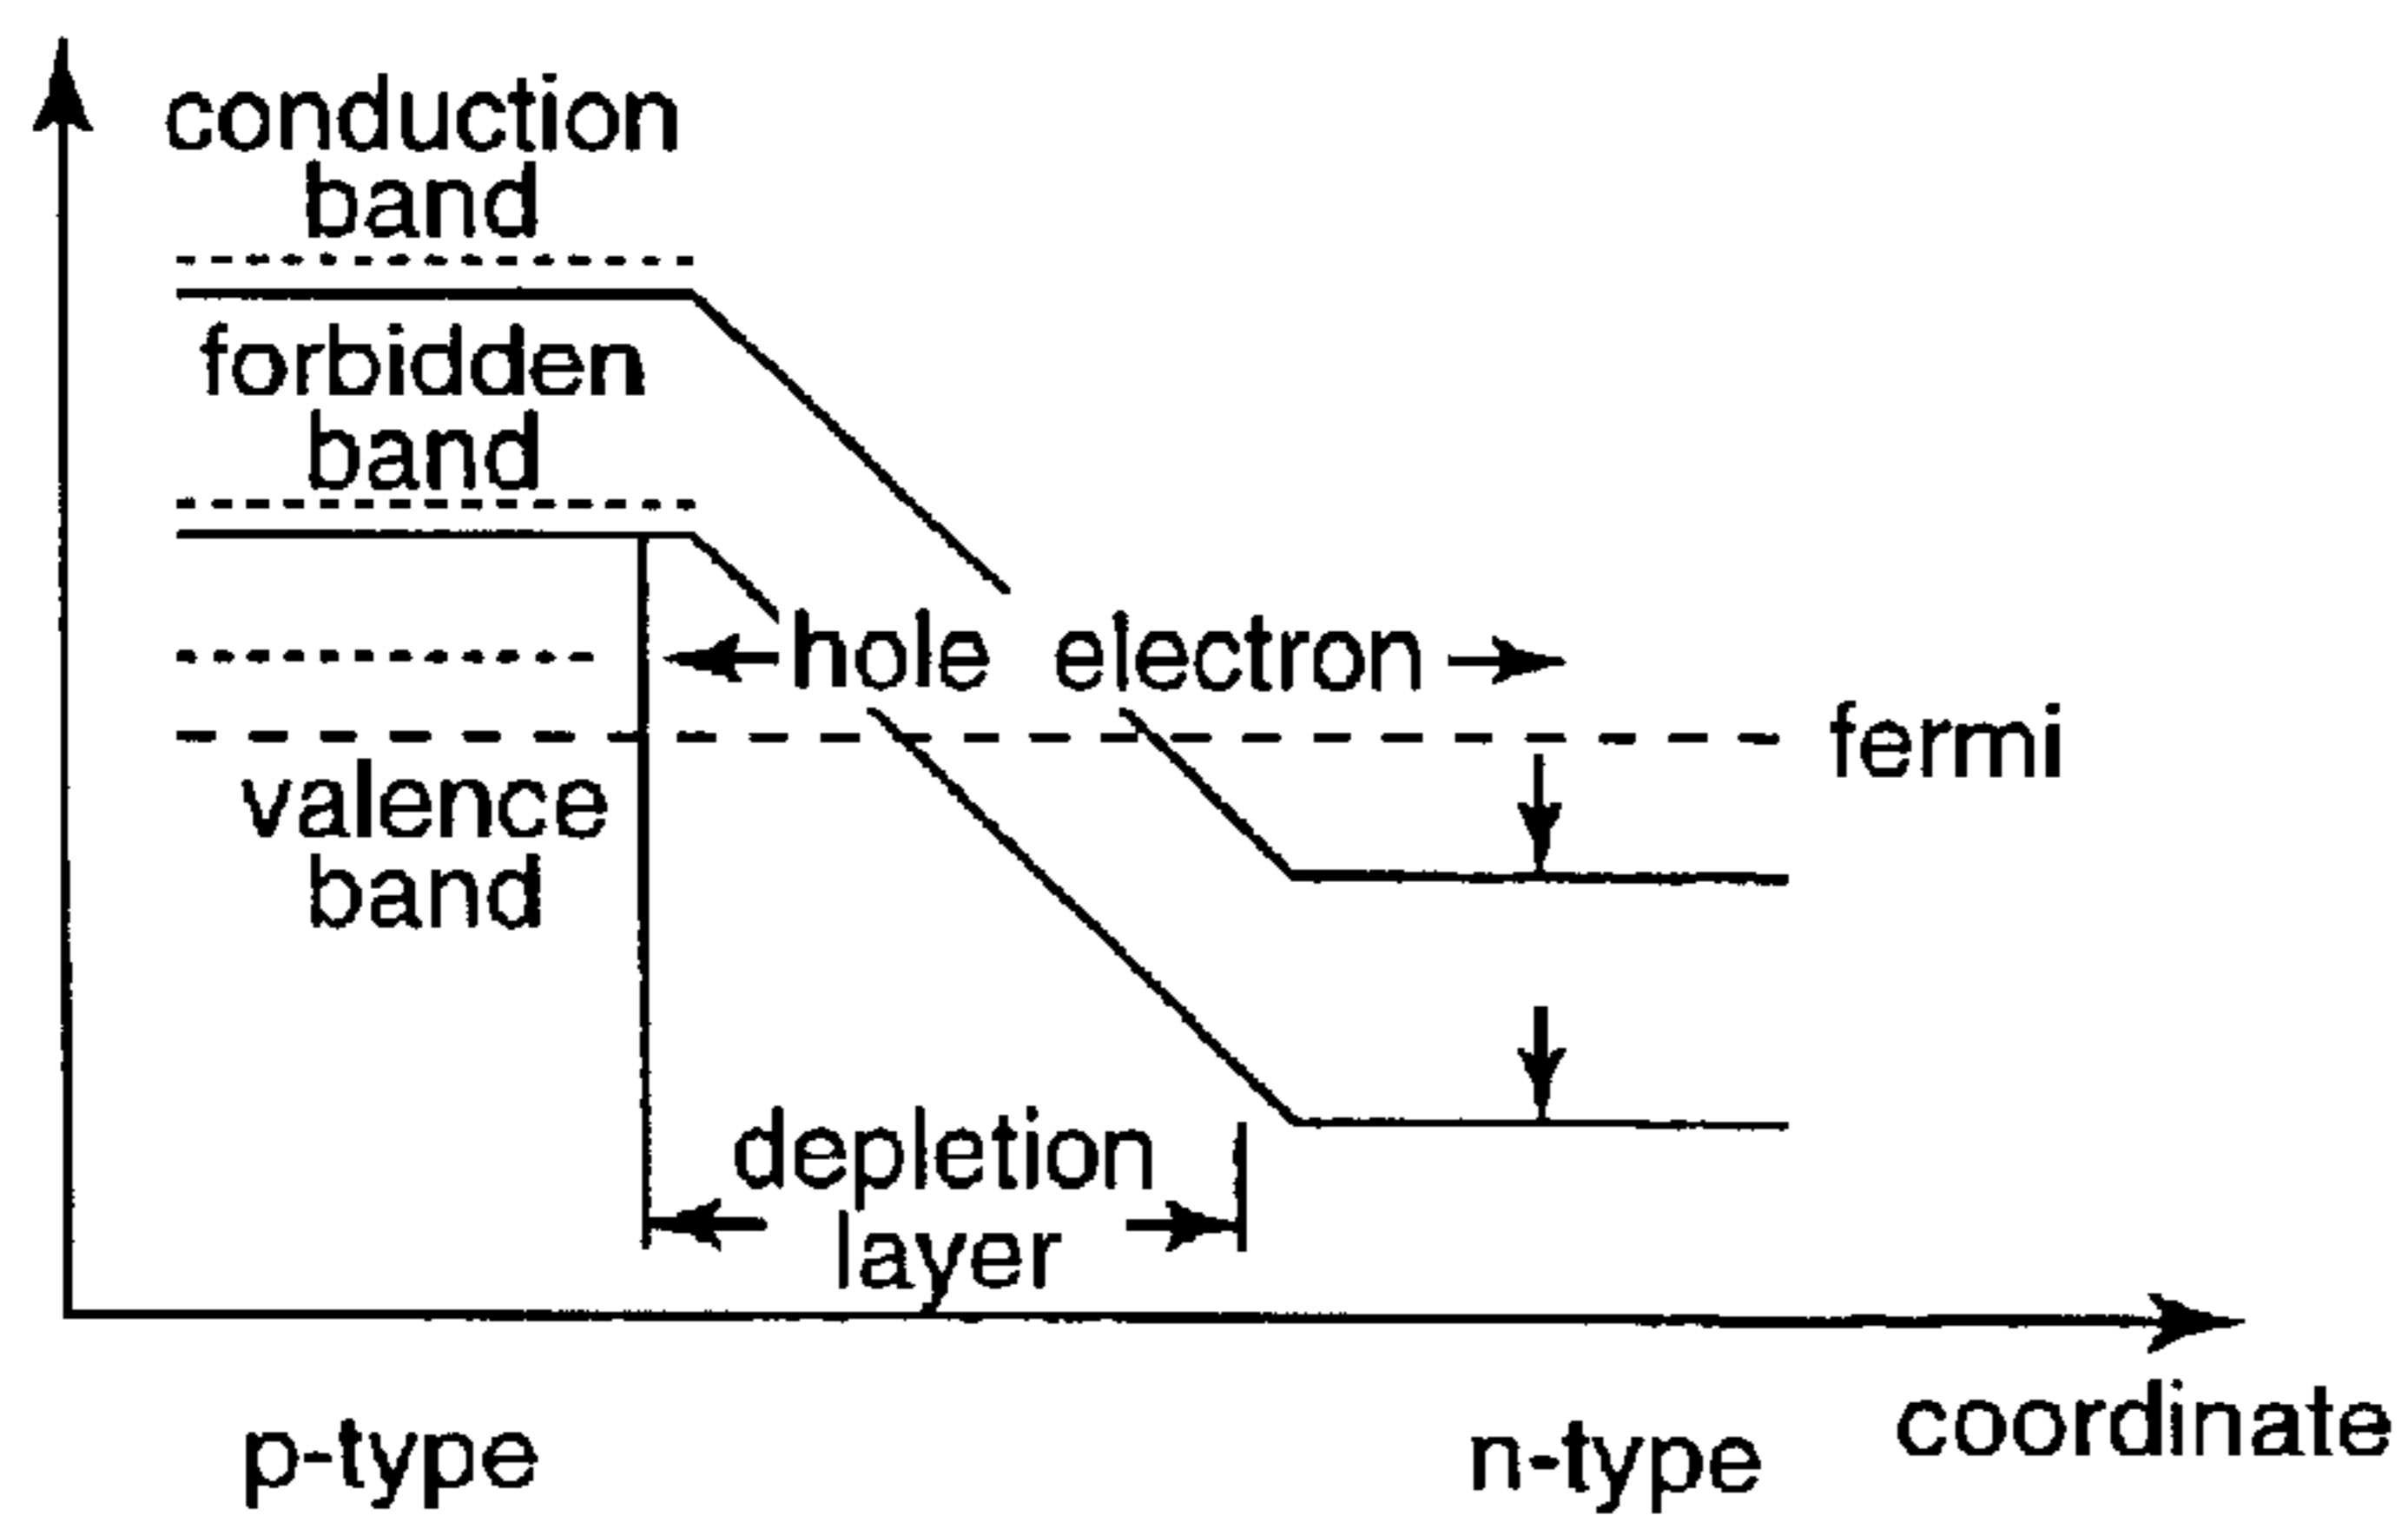 conduction
band
forbidden
band
hole electron
fermi
valence
band
depletion
layer
p-type
n-type
coordinate